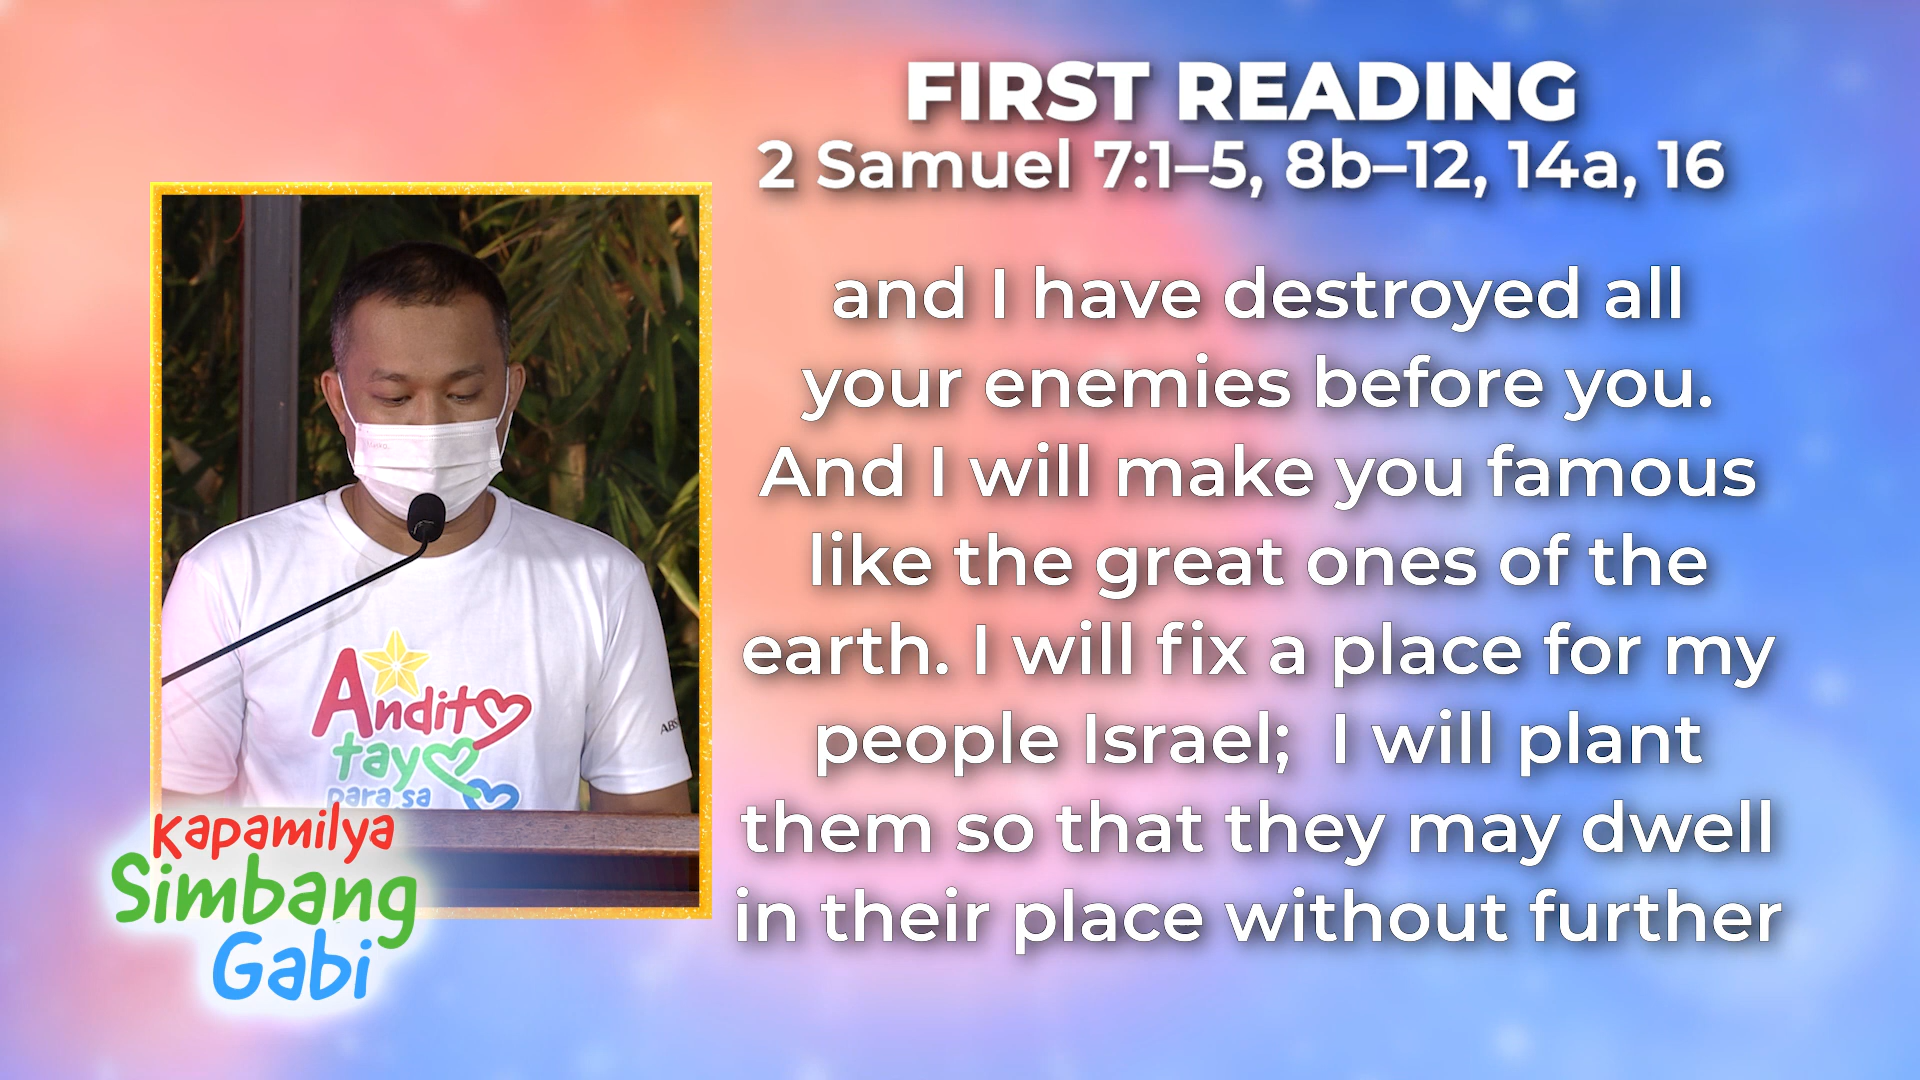 FIRST READING
2 Samuel 7:1–5, 8b–12, 14a, 16
and I have destroyed all
your enemies before you.
And I will make you famous
like the great ones of the
earth. I will fix a place for my
people Israel; I will plant
them so that they may dwell
in their place without further
Andito
tayo
para sa
ABS
Kapamilya
Simbang
Gabi